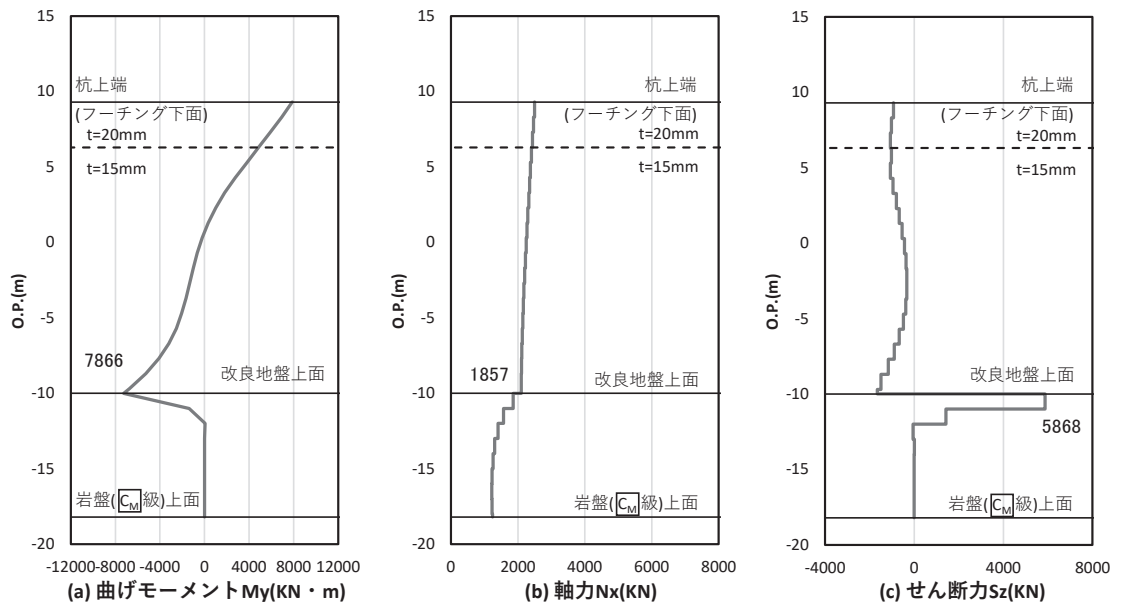 15
10
5
0
-5
-10
-15
-20
O.P.(m)
杭上端
(フーチング下面)
t=20mm
t=15mm
7866
改良地盤上面
岩盤(CM級)上面
-12000 -8000 -4000 0 4000 8000 12000
(a) 曲げモーメントMy(KN・m)
15
10
5
0
-5
-10
-15
-20
O.P.(m)
杭上端
(フーチング下面)
t=20mm
t=15mm
1857
改良地盤上面
岩盤(CM級)上面
0 2000 4000 6000 8000
(b) 軸力Nx(KN)
15
10
5
0
-5
-10
-15
-20
O.P.(m)
杭上端
(フーチング下面)
t=20mm
t=15mm
改良地盤上面
5868
岩盤(CM級)上面
-4000 0 4000 8000
(c) せん断力Sz(KN)